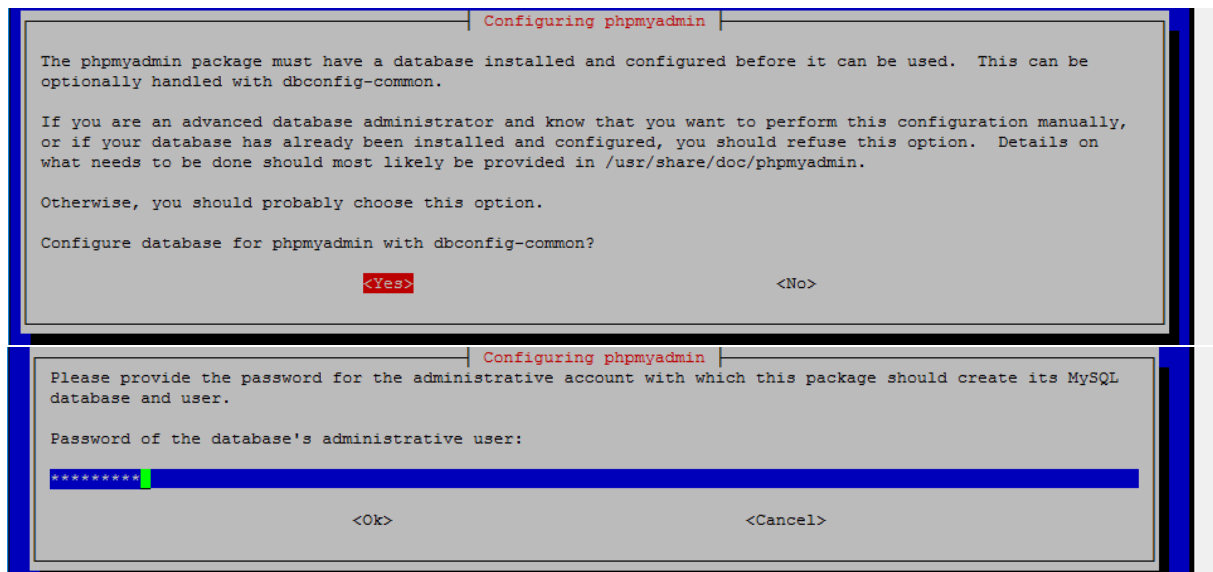 Configuring phpmyadmin
The phpmyadmin package must have a database installed and configured before it can be used.  This can be
optionally handled with dbconfig-common.
If you are an advanced database administrator and know that you want to perform this configuration manually,
or if your database has already been installed and configured, you should refuse this option.  Details on
what needs to be done should most likely be provided in /usr/share/doc/phpmyadmin.
Otherwise, you should probably choose this option.
Configure database for phpmyadmin with dbconfig-common?
<Yes> <No>
Configuring phpmyadmin
Please provide the password for the administrative account with which this package should create its MySQL
database and user.
Password of the database's administrative user:
*********
<Ok> <Cancel>